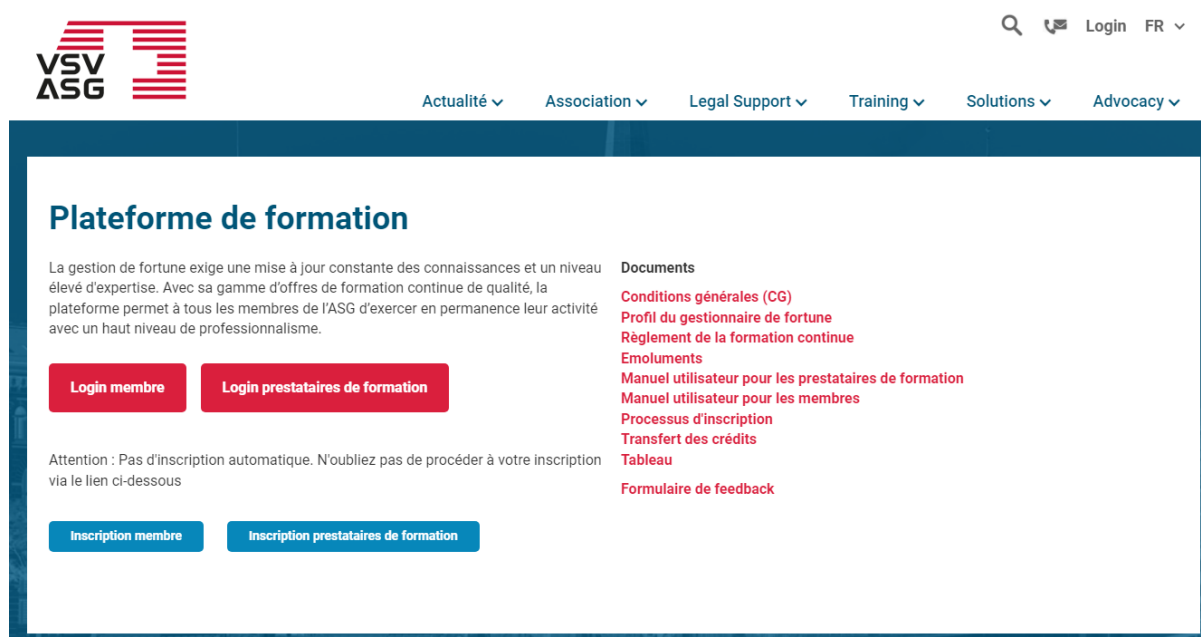 VSV
ASG
Login FR
Actualité Association Legal Support Training Solutions Advocacy
Plateforme de formation
La gestion de fortune exige une mise à jour constante des connaissances et un niveau
élevé d'expertise. Avec sa gamme d’offres de formation continue de qualité, la
plateforme permet à tous les membres de l’ASG d’exercer en permanence leur activité
avec un haut niveau de professionnalisme.
Login membre Login prestataires de formation
Attention : Pas d'inscription automatique. N'oubliez pas de procéder à votre inscription
via le lien ci-dessous
Inscription membre Inscription prestataires de formation
Documents
Conditions générales (CG)
Profil du gestionnaire de fortune
Règlement de la formation continue
Emoluments
Manuel utilisateur pour les prestataires de formation
Manuel utilisateur pour les membres
Processus d'inscription
Transfert des crédits
Tableau
Formulaire de feedback